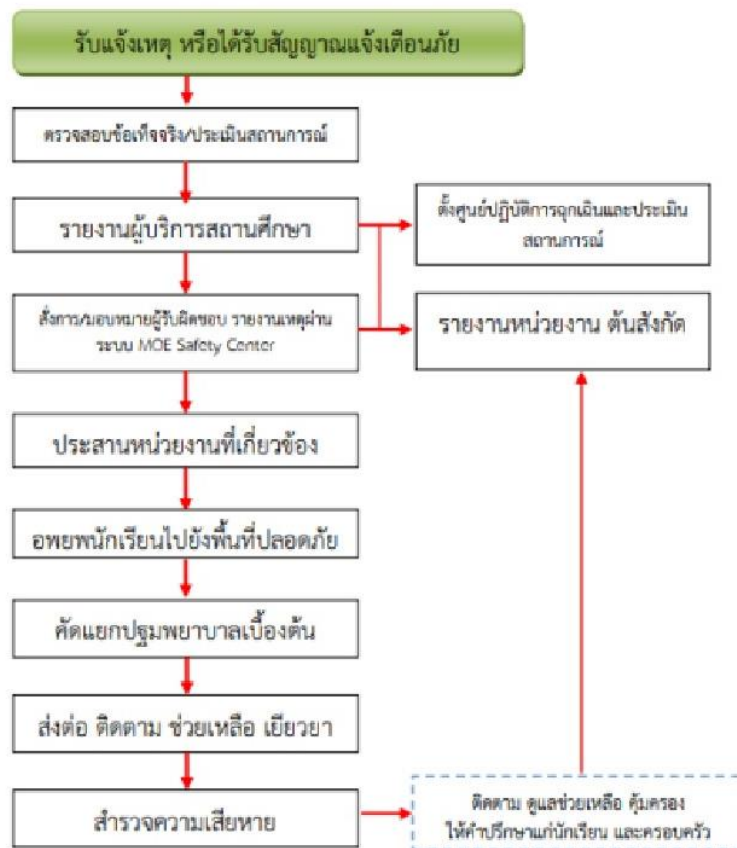 รับแจ้งเหตุ หรือได้รับสัญญาณแจ้งเตือนภัย
ตรวจสอบข้อเท็จจริง/ประเมินสถานการณ์
รายงานผู้บริการสถานศึกษา
ตั้งศูนย์ปฏิบัติการฉุกเฉินและประเมิน
สถานการณ์
สั่งการ/มอบหมายผู้รับผิดชอบ รายงานเหตุผ่าน
ระบบ MOE Safety Center
รายงานหน่วยงาน ต้นสังกัด
ประสานหน่วยงานที่เกี่ยวข้อง
อพยพนักเรียนไปยังพื้นที่ปลอดภัย
คัดแยกปฐมพยาบาลเบื้องต้น
ส่งต่อ ติดตาม ช่วยเหลือ เยียวยา
สำรวจความเสียหาย
ติดตาม ดูแลช่วยเหลือ คุ้มครอง
ให้คำปรึกษาแก่นักเรียน และครอบครัว